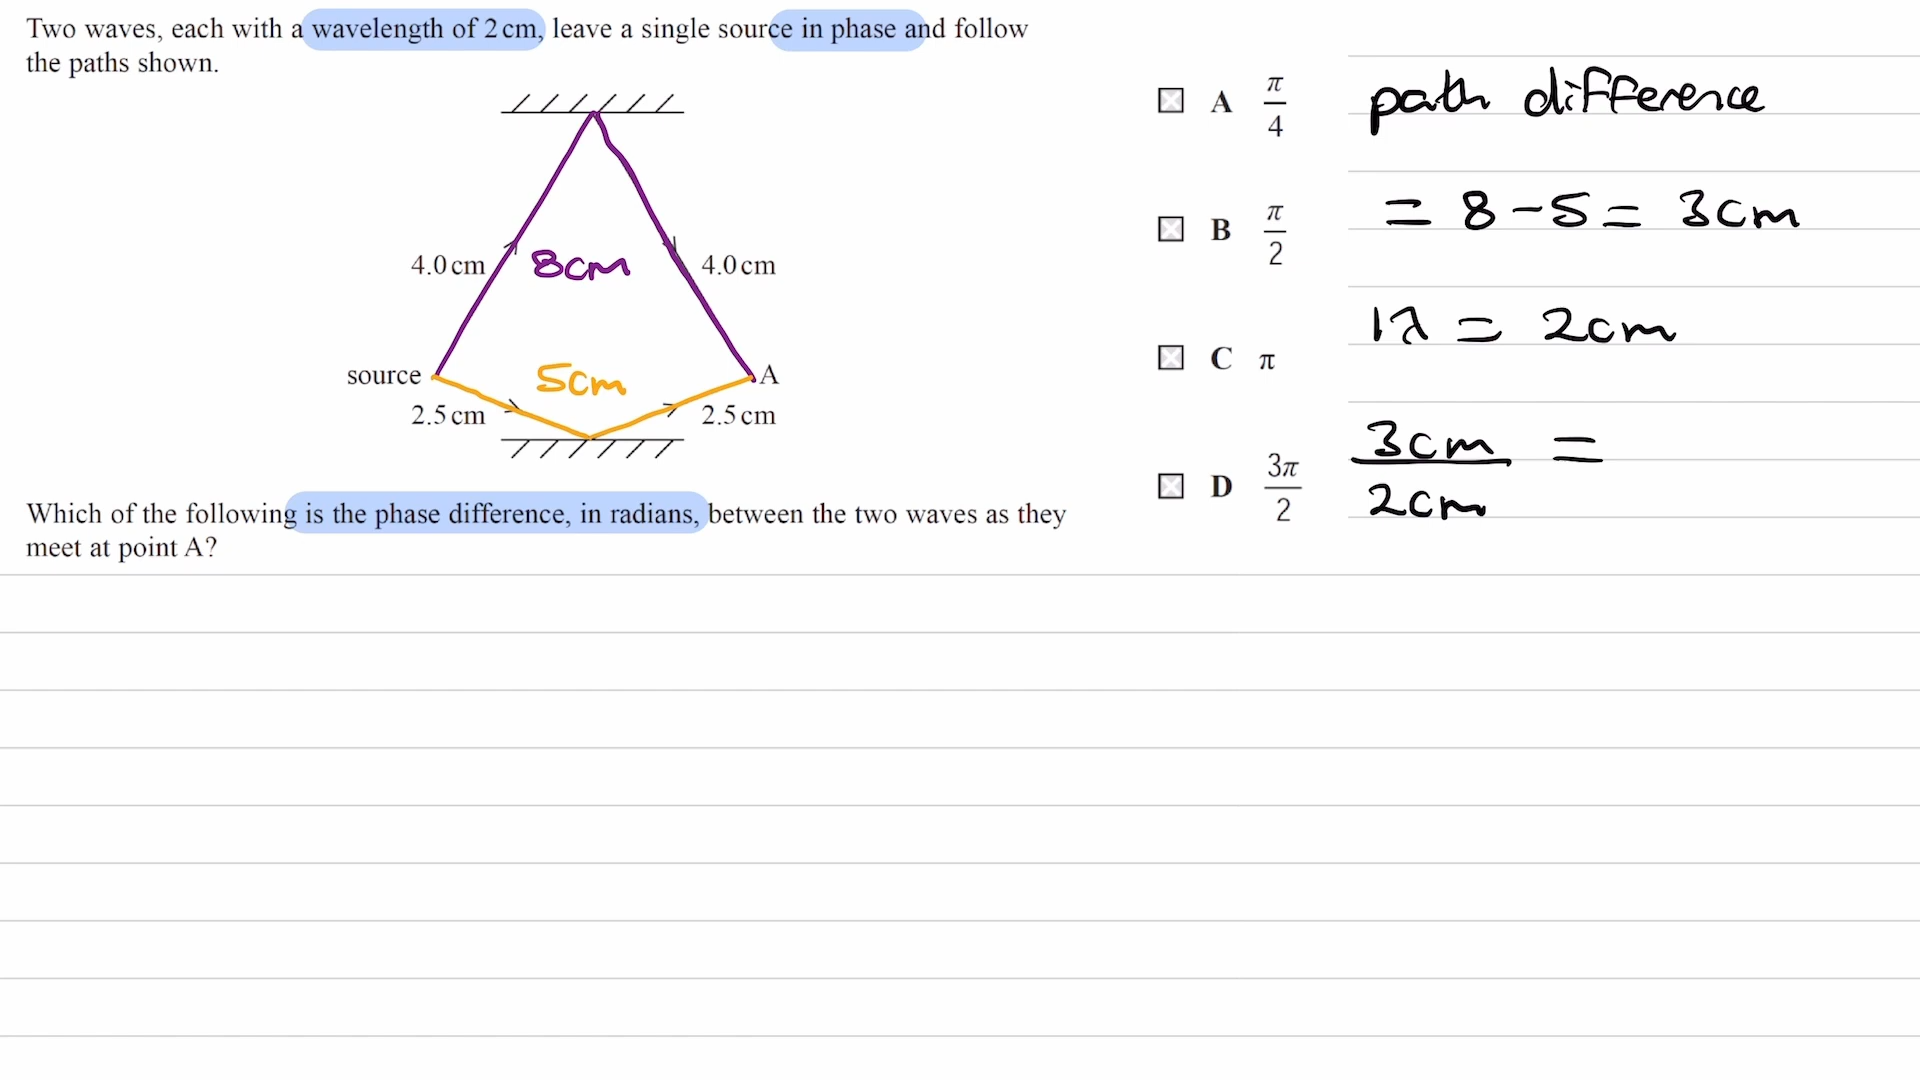 Two waves, each with a wavelength of 2 cm, leave a single source in phase and follow
the paths shown.
4.0 cm
8cm
4.0 cm
source
5cm
A
2.5 cm
2.5 cm
Which of the following is the phase difference, in radians, between the two waves as they
meet at point A?
A π/4
B π/2
C π
D 3π/2
path difference
= 8 - 5 = 3cm
1λ = 2cm
3cm/2cm =